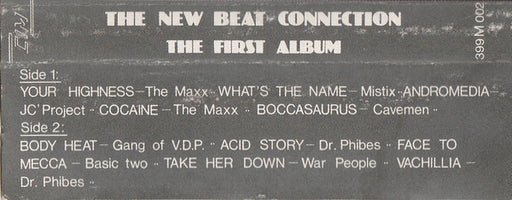 THE NEW BEAT CONNECTION
THE FIRST ALBUM
399 M 002
Side 1:
YOUR HIGHNESS - The Maxx ·· WHAT'S THE NAME - Mistix ·· ANDROMEDIA -
JC' Project ·· COCAÏNE - The Maxx ·· BOCCASAURUS - Cavemen ··
Side 2:
BODY HEAT - Gang of V.D.P. ·· ACID STORY - Dr. Phibes ·· FACE TO
MECCA - Basic two ·· TAKE HER DOWN - War People ·· VACHILLIA -
Dr. Phibes ··